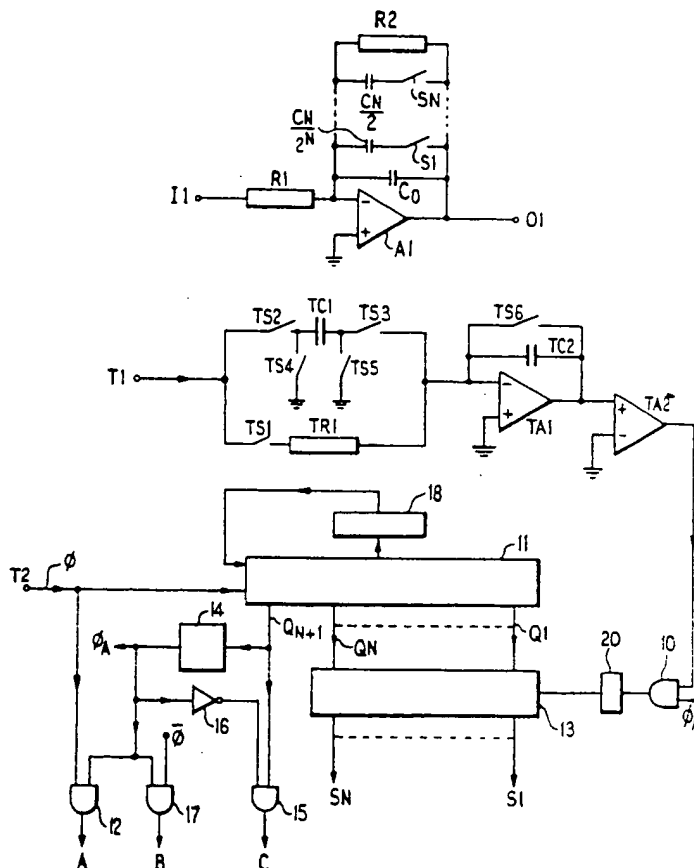 R2
SN
CN
2
CN
2^N
S1
C0
R1
I1
O1
A1
TS2
TC1
TS3
TS6
TC2
TS4
TS5
T1
TS1
TR1
TA1
TA2
18
11
T2
φ
14
QN+1
QN
Q1
20
10
φA
16
13
φ̄
SN
S1
12
17
15
A
B
C